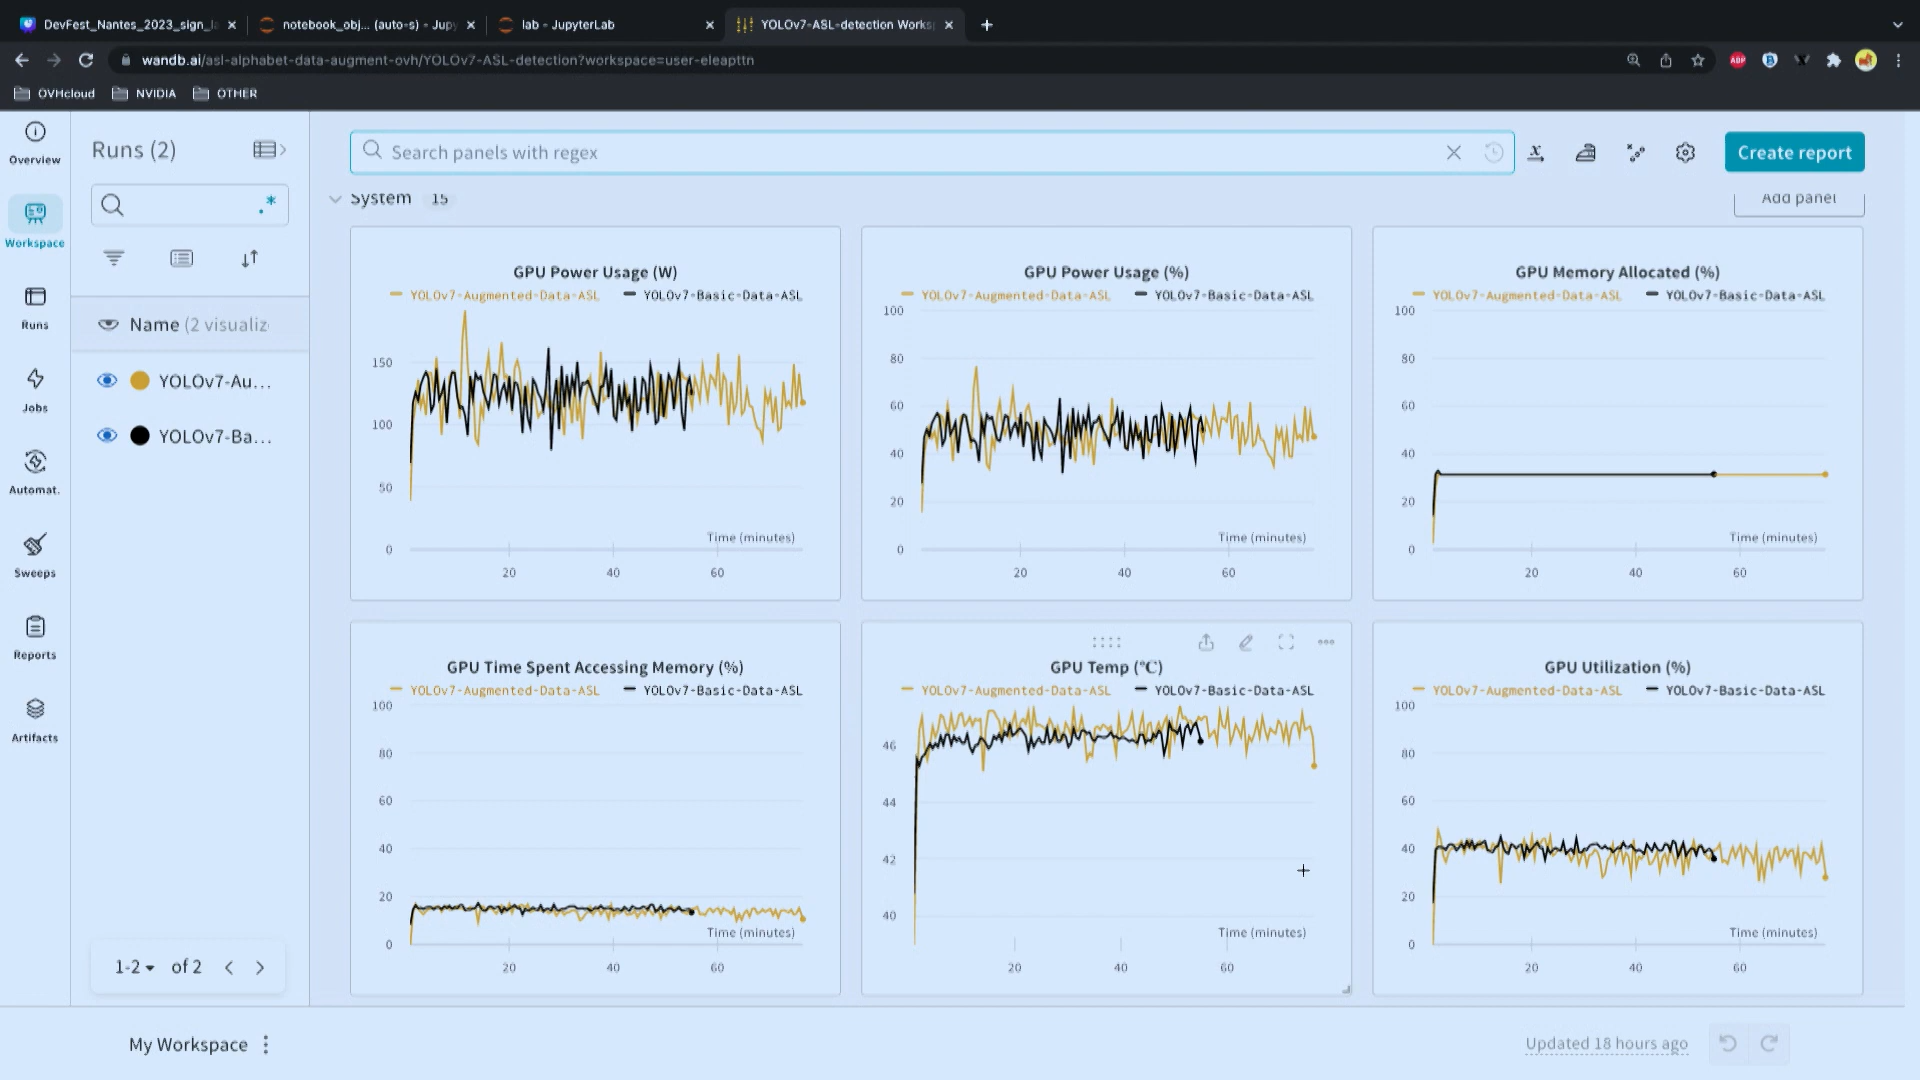 DevFest_Nantes_2023_sign_la
notebook_obj... (auto-s) - Jupy
lab - JupyterLab
YOLOv7-ASL-detection Works
wandb.ai/asl-alphabet-data-augment-ovh/YOLOv7-ASL-detection?workspace=user-eleapttn
ABP
OVHcloud
NVIDIA
OTHER
Overview
Workspace
Runs
Jobs
Automat.
Sweeps
Reports
Artifacts
Runs (2)
.*
Name (2 visualiz
YOLOv7-Au...
YOLOv7-Ba...
1-2 of 2
Search panels with regex
Create report
System 15
Add panel
GPU Power Usage (W)
YOLOv7-Augmented-Data-ASL YOLOv7-Basic-Data-ASL
150
100
50
0
Time (minutes)
20 40 60
GPU Power Usage (%)
YOLOv7-Augmented-Data-ASL YOLOv7-Basic-Data-ASL
100
80
60
40
20
0
Time (minutes)
20 40 60
GPU Memory Allocated (%)
YOLOv7-Augmented-Data-ASL YOLOv7-Basic-Data-ASL
100
80
60
40
20
0
Time (minutes)
20 40 60
GPU Time Spent Accessing Memory (%)
YOLOv7-Augmented-Data-ASL YOLOv7-Basic-Data-ASL
100
80
60
40
20
0
Time (minutes)
20 40 60
GPU Temp (℃)
YOLOv7-Augmented-Data-ASL YOLOv7-Basic-Data-ASL
46
44
42
40
Time (minutes)
20 40 60
GPU Utilization (%)
YOLOv7-Augmented-Data-ASL YOLOv7-Basic-Data-ASL
100
80
60
40
20
0
Time (minutes)
20 40 60
My Workspace
Updated 18 hours ago